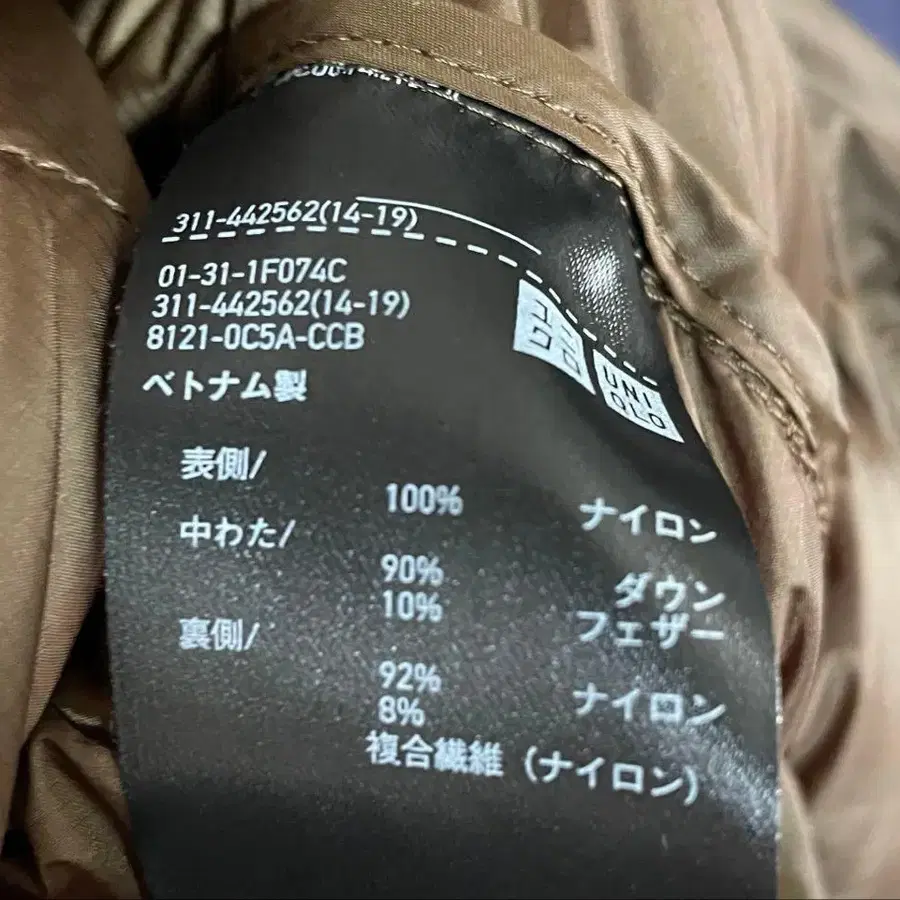 311-442562(14-19)
01-31-1F074C
311-442562(14-19)
8121-0C5A-CCB
ベトナム製
ユニ
クロ
UNI
QLO
表側/
100% ナイロン
中わた/
90% ダウン
10% フェザー
裏側/
92% ナイロン
8%
複合繊維(ナイロン)